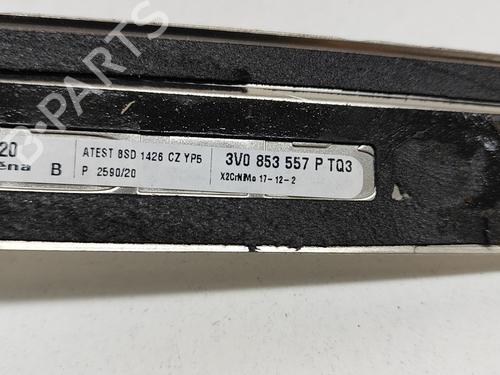 B-PARTS
20
ena B
ATEST 8SD 1426 CZ YP5
P 2590/20
3V0 853 557 P TQ3
X2CrNiMo 17-12-2